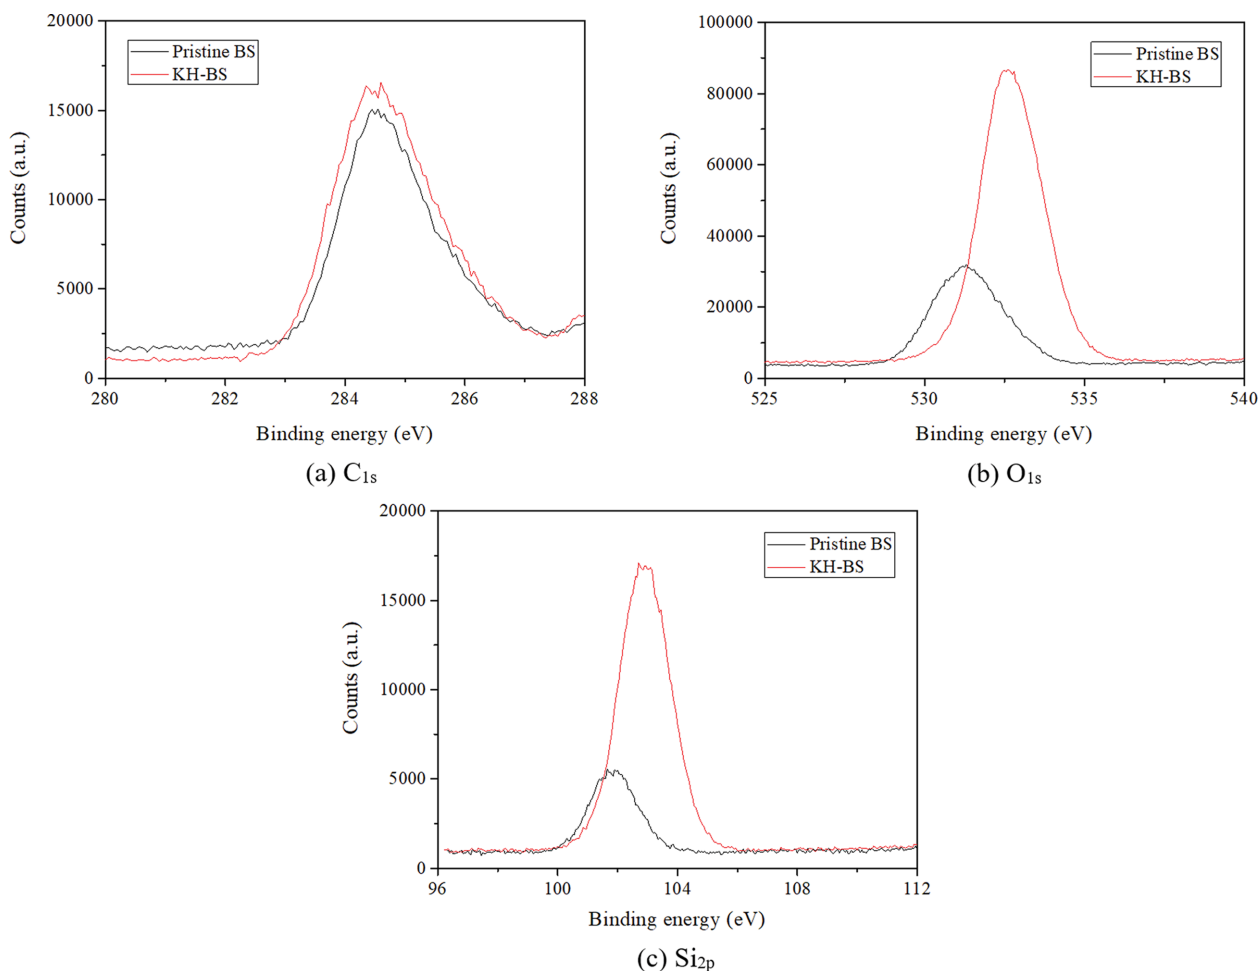 20000
15000
10000
5000
0
Counts (a.u.)
Pristine BS
KH-BS
280
282
284
286
288
Binding energy (eV)
(a) C1s
100000
80000
60000
40000
20000
0
Counts (a.u.)
Pristine BS
KH-BS
525
530
535
540
Binding energy (eV)
(b) O1s
20000
15000
10000
5000
0
Counts (a.u.)
Pristine BS
KH-BS
96
100
104
108
112
Binding energy (eV)
(c) Si2p